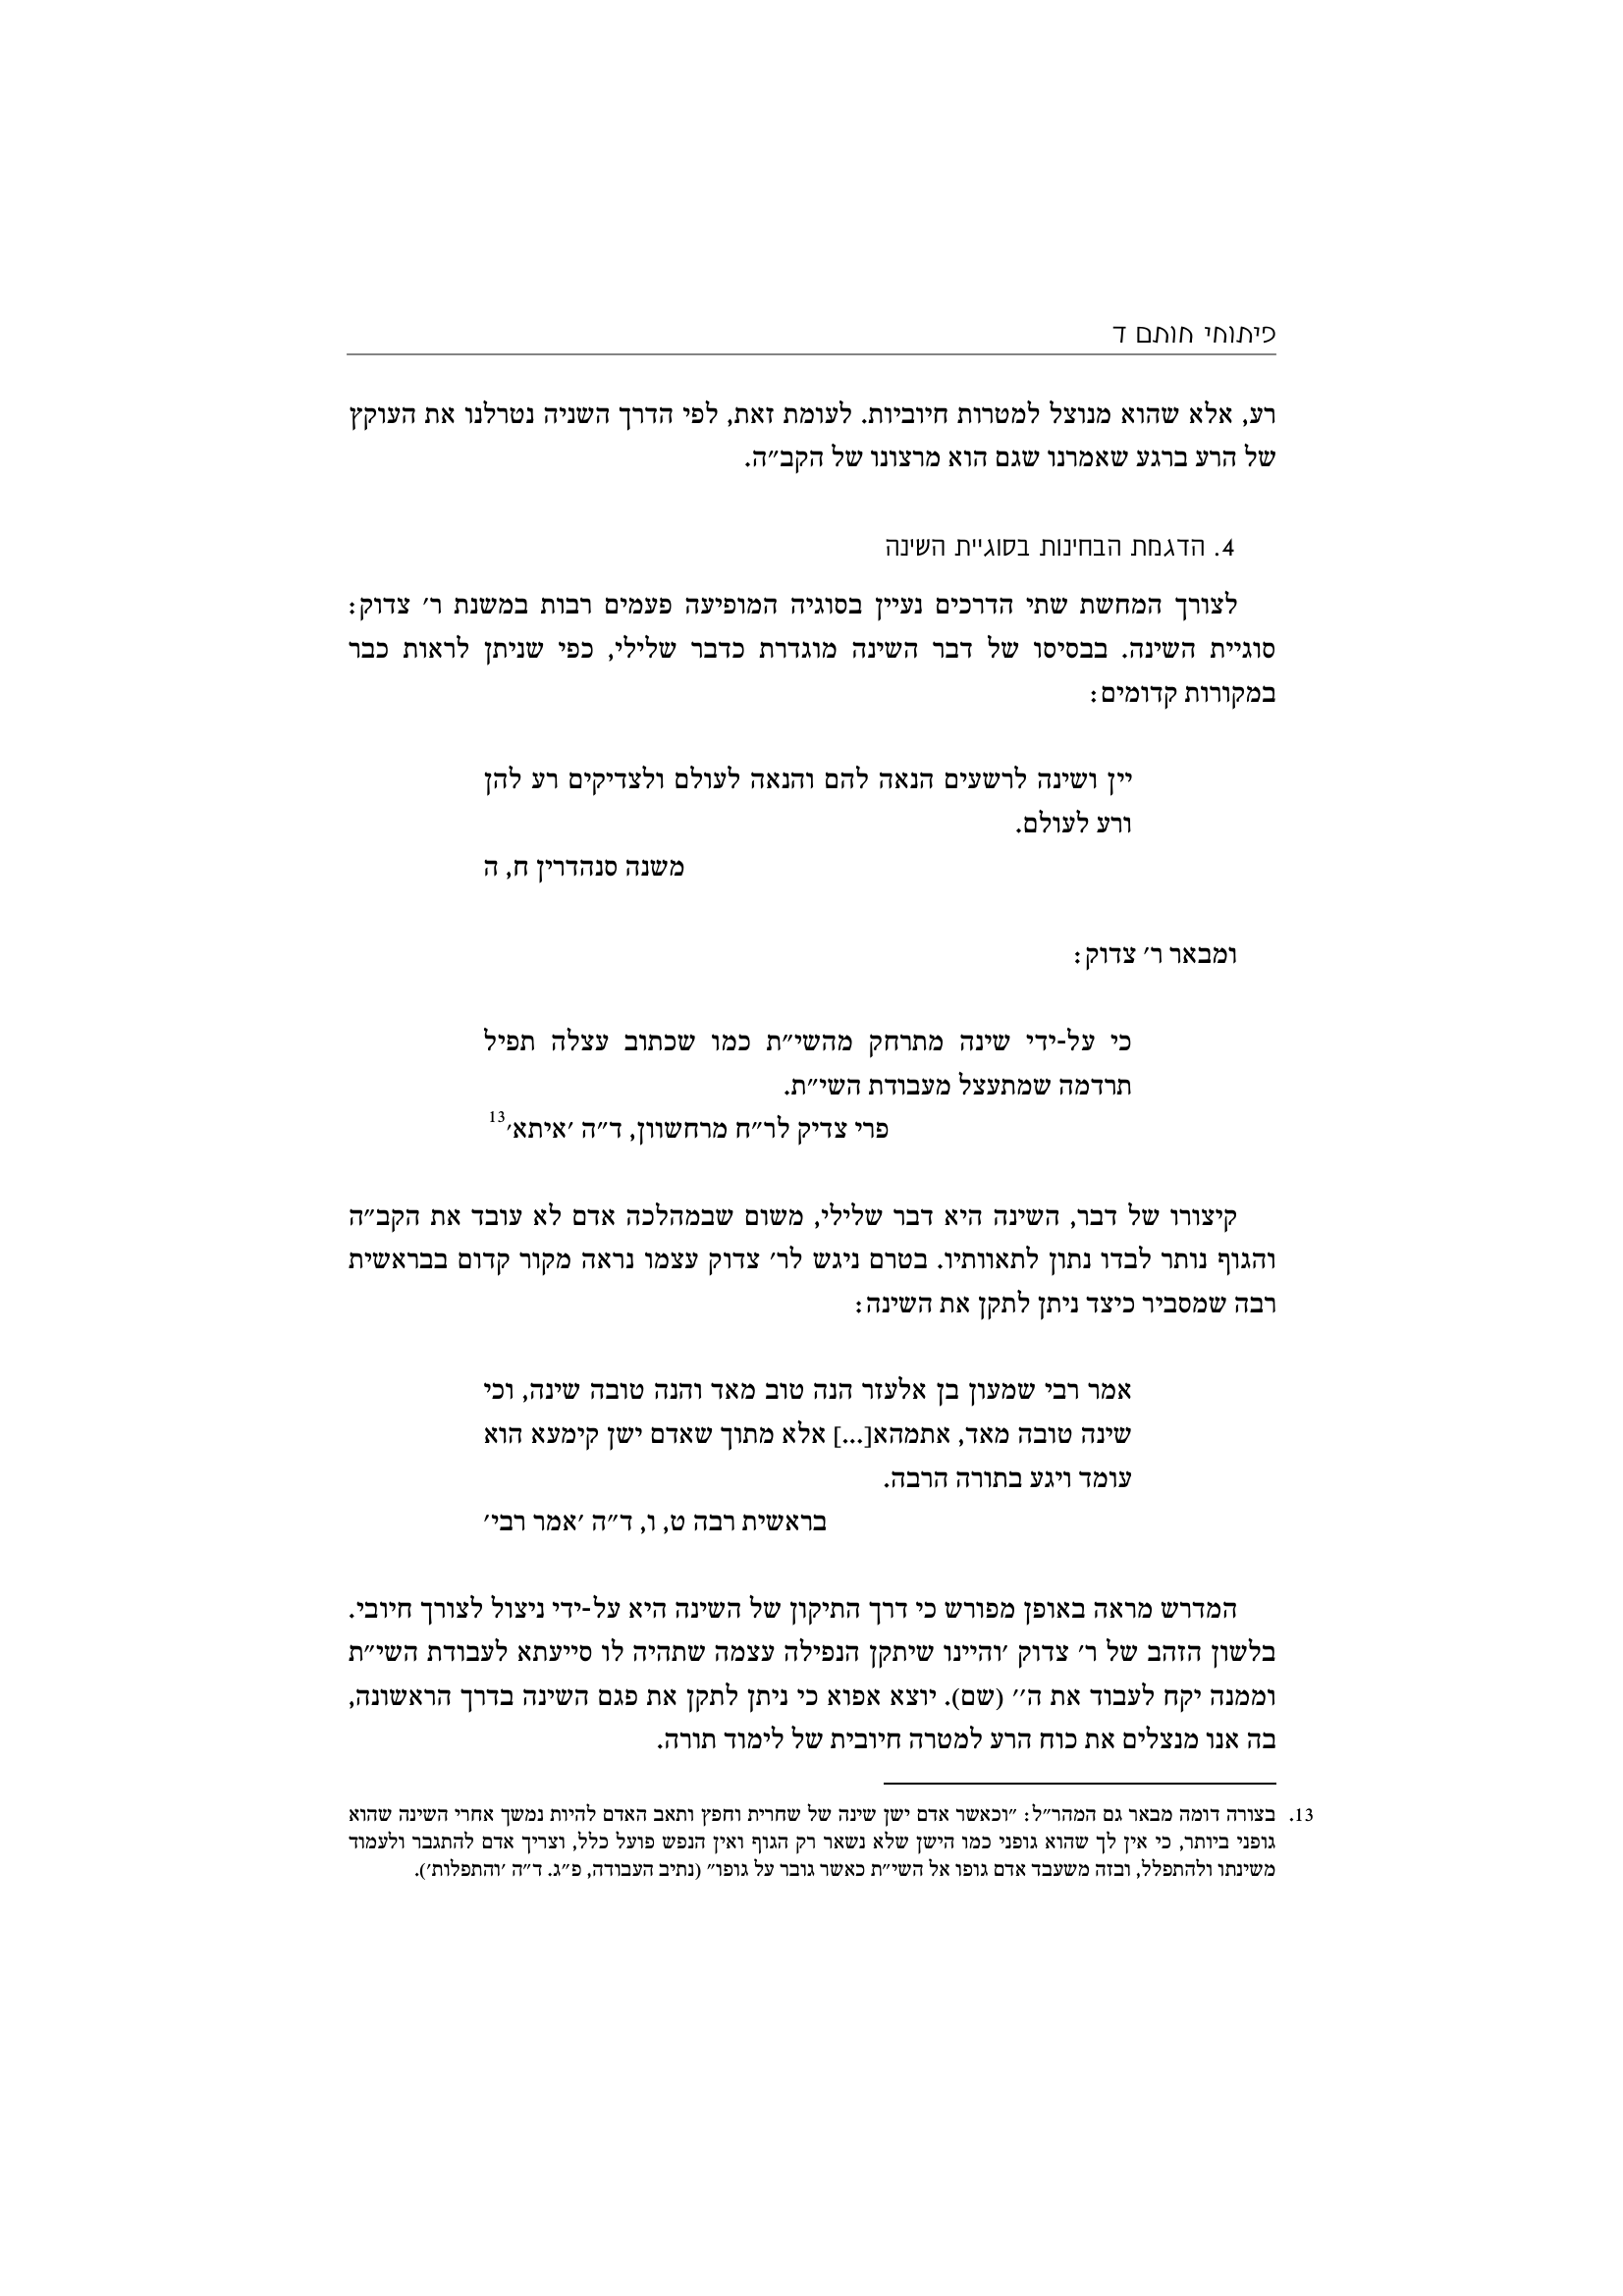 פיתוחי חותם ד
רע, אלא שהוא מנוצל למטרות חיוביות. לעומת זאת, לפי הדרך השניה נטרלנו את העוקץ
של הרע ברגע שאמרנו שגם הוא מרצונו של הקב״ה.
4. הדגמת הבחינות בסוגיית השינה
לצורך המחשת שתי הדרכים נעיין בסוגיה המופיעה פעמים רבות במשנת ר׳ צדוק:
סוגיית השינה. בבסיסו של דבר השינה מוגדרת כדבר שלילי, כפי שניתן לראות כבר
במקורות קדומים:
יין ושינה לרשעים הנאה להם והנאה לעולם ולצדיקים רע להן
ורע לעולם.
משנה סנהדרין ח, ה
ומבאר ר׳ צדוק:
כי על-ידי שינה מתרחק מהשי״ת כמו שכתוב עצלה תפיל
תרדמה שמתעצל מעבודת השי״ת.
פרי צדיק לר״ח מרחשוון, ד״ה ׳איתא׳13
קיצורו של דבר, השינה היא דבר שלילי, משום שבמהלכה אדם לא עובד את הקב״ה
והגוף נותר לבדו נתון לתאוותיו. בטרם ניגש לר׳ צדוק עצמו נראה מקור קדום בבראשית
רבה שמסביר כיצד ניתן לתקן את השינה:
אמר רבי שמעון בן אלעזר הנה טוב מאד והנה טובה שינה, וכי
שינה טובה מאד, אתמהא[...] אלא מתוך שאדם ישן קימעא הוא
עומד ויגע בתורה הרבה.
בראשית רבה ט, ו, ד״ה ׳אמר רבי׳
המדרש מראה באופן מפורש כי דרך התיקון של השינה היא על-ידי ניצול לצורך חיובי.
בלשון הזהב של ר׳ צדוק ׳והיינו שיתקן הנפילה עצמה שתהיה לו סייעתא לעבודת השי״ת
וממנה יקח לעבוד את ה׳׳ (שם). יוצא אפוא כי ניתן לתקן את פגם השינה בדרך הראשונה,
בה אנו מנצלים את כוח הרע למטרה חיובית של לימוד תורה.
13. בצורה דומה מבאר גם המהר״ל: ״וכאשר אדם ישן שינה של שחרית וחפץ ותאב האדם להיות נמשך אחרי השינה שהוא
גופני ביותר, כי אין לך שהוא גופני כמו הישן שלא נשאר רק הגוף ואין הנפש פועל כלל, וצריך אדם להתגבר ולעמוד
משינתו ולהתפלל, ובזה משעבד אדם גופו אל השי״ת כאשר גובר על גופו״ (נתיב העבודה, פ״ג. ד״ה ׳והתפלות׳).